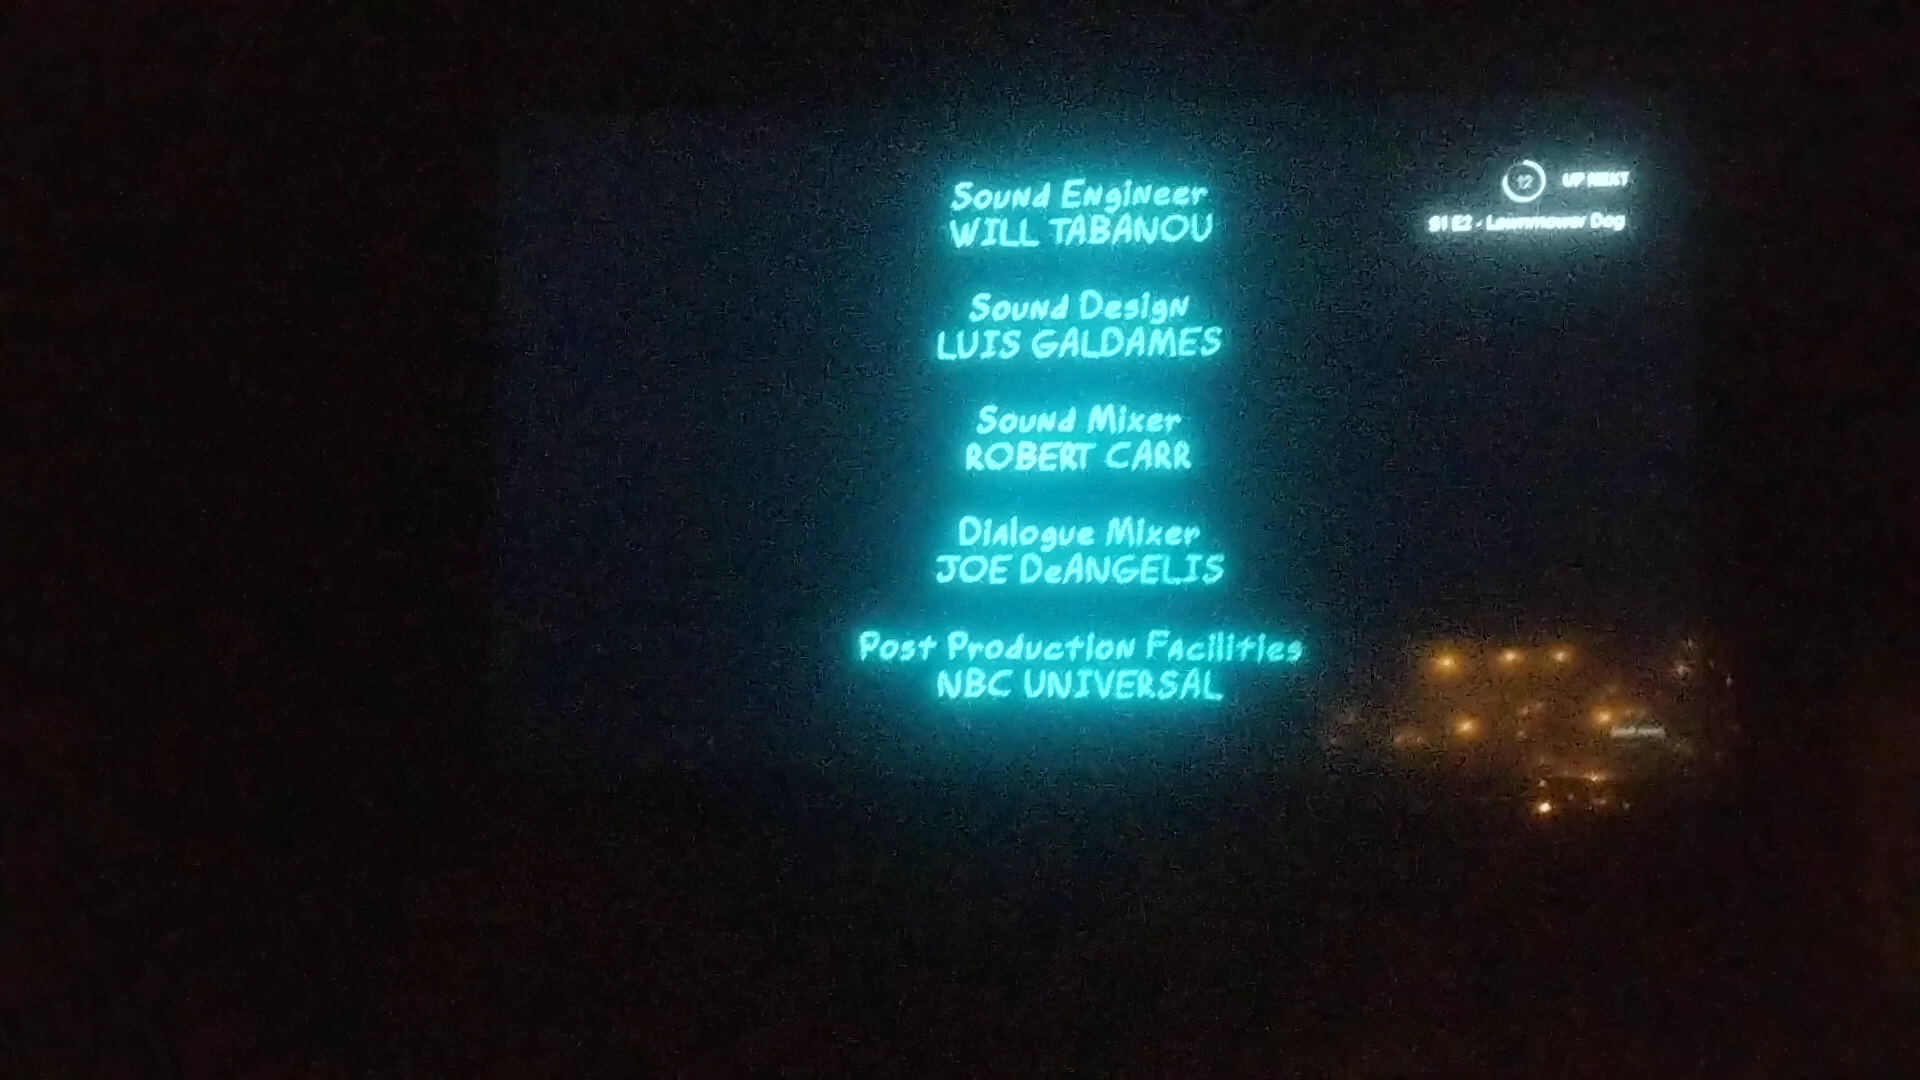 Sound Engineer
WILL TABANOU
Sound Design
LUIS GALDAMES
Sound Mixer
ROBERT CARR
Dialogue Mixer
JOE DeANGELIS
Post Production Facilities
NBC UNIVERSAL
12 UP NEXT
S1 E2 - Lawnmower Dog